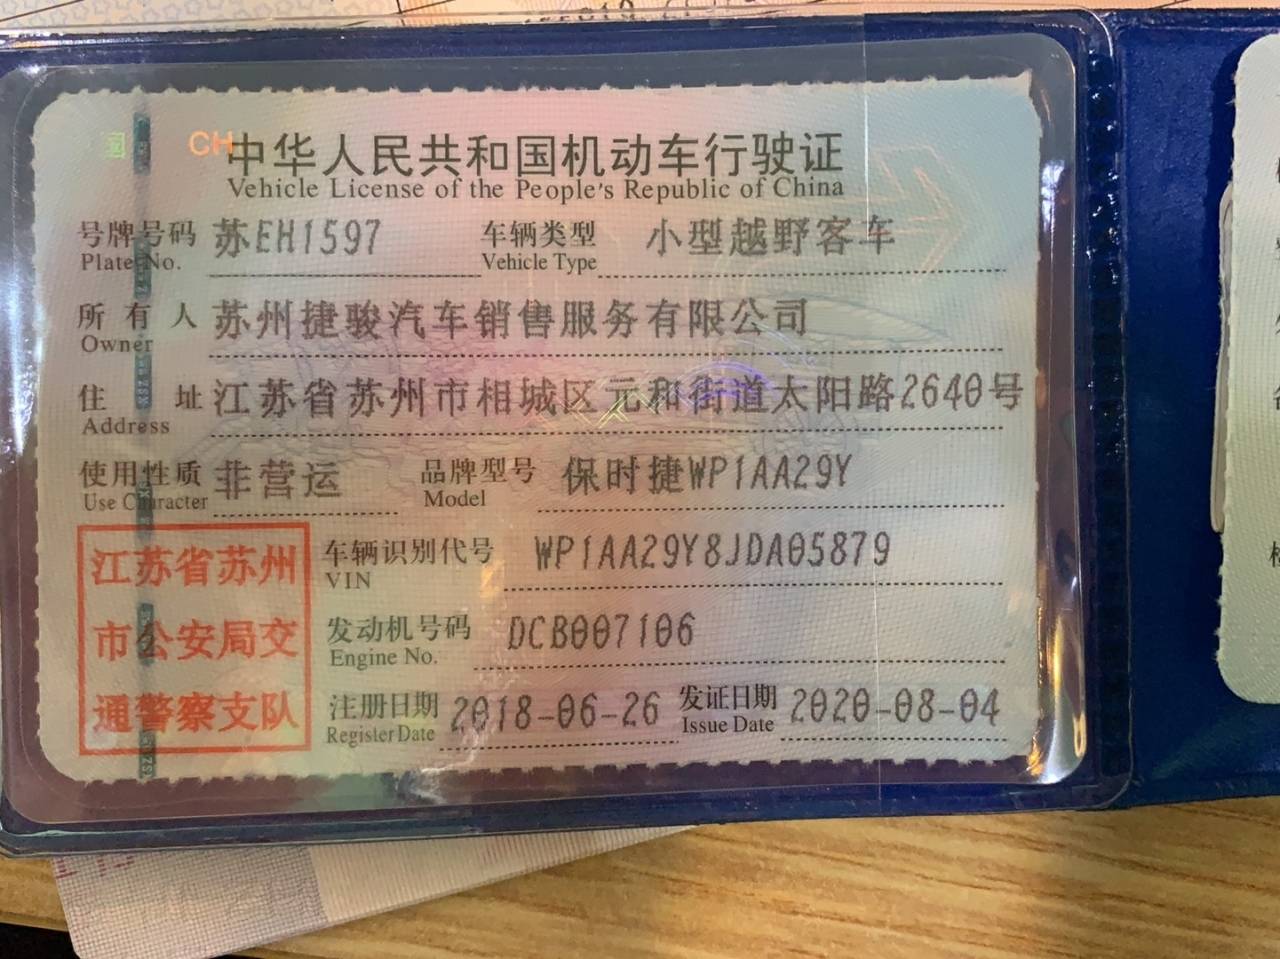 中华人民共和国机动车行驶证
Vehicle License of the People's Republic of China
号牌号码 苏EH1597 车辆类型 小型越野客车
Plate No. Vehicle Type
所有人 苏州捷骏汽车销售服务有限公司
Owner
住址 江苏省苏州市相城区元和街道太阳路2640号
Address
使用性质 非营运 品牌型号 保时捷WP1AA29Y
Use Character Model
江苏省苏州
市公安局交
通警察支队
车辆识别代号 WP1AA29Y8JDA05879
VIN
发动机号码 DCB007106
Engine No.
注册日期 2018-06-26 发证日期 2020-08-04
Register Date Issue Date